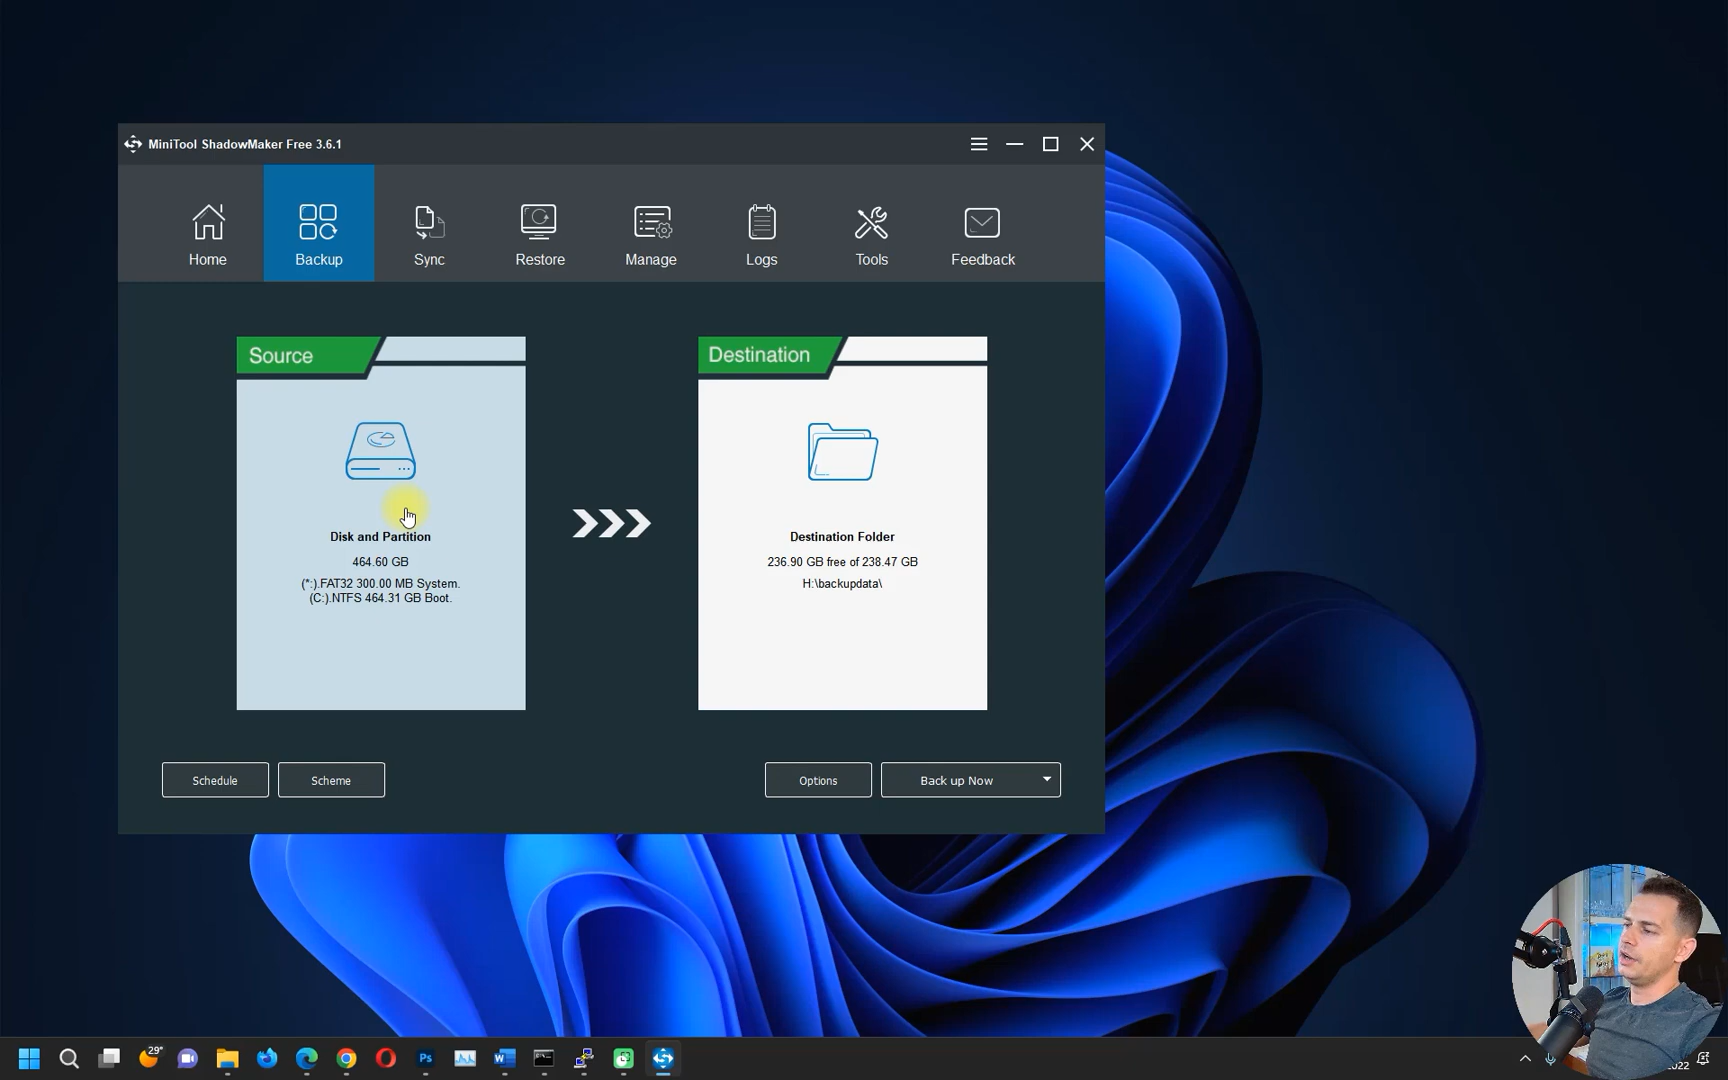 MiniTool ShadowMaker Free 3.6.1
Home
Backup
Sync
Restore
Manage
Logs
Tools
Feedback
Source
Disk and Partition
464.60 GB
(*:).FAT32 300.00 MB System.
(C:).NTFS 464.31 GB Boot.
Destination
Destination Folder
236.90 GB free of 238.47 GB
H:\backupdata\
Schedule
Scheme
Options
Back up Now
29°
Ps
W